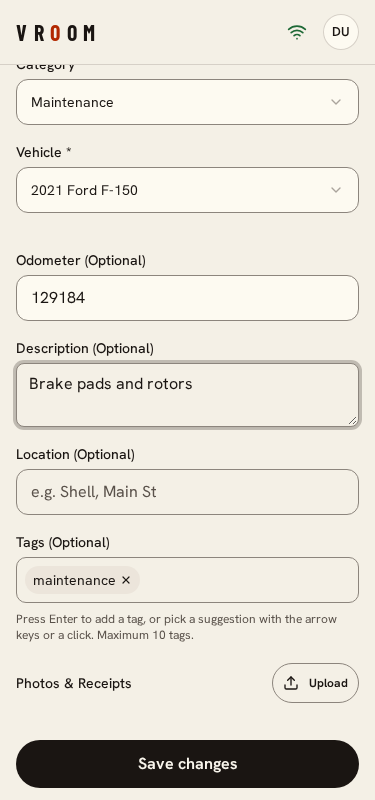 VROOM
DU
Category
Maintenance
Vehicle *
2021 Ford F-150
Odometer (Optional)
129184
Description (Optional)
Brake pads and rotors
Location (Optional)
e.g. Shell, Main St
Tags (Optional)
maintenance ×
Press Enter to add a tag, or pick a suggestion with the arrow
keys or a click. Maximum 10 tags.
Photos & Receipts
Upload
Save changes